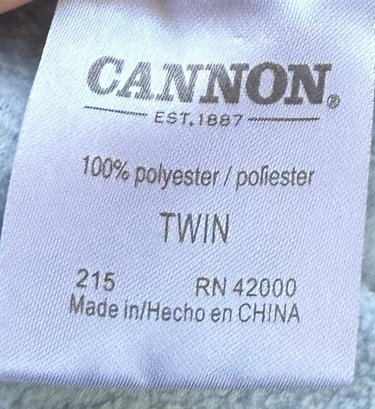 CANNON®
EST.1887
100% polyester / poliester
TWIN
215 RN 42000
Made in/Hecho en CHINA